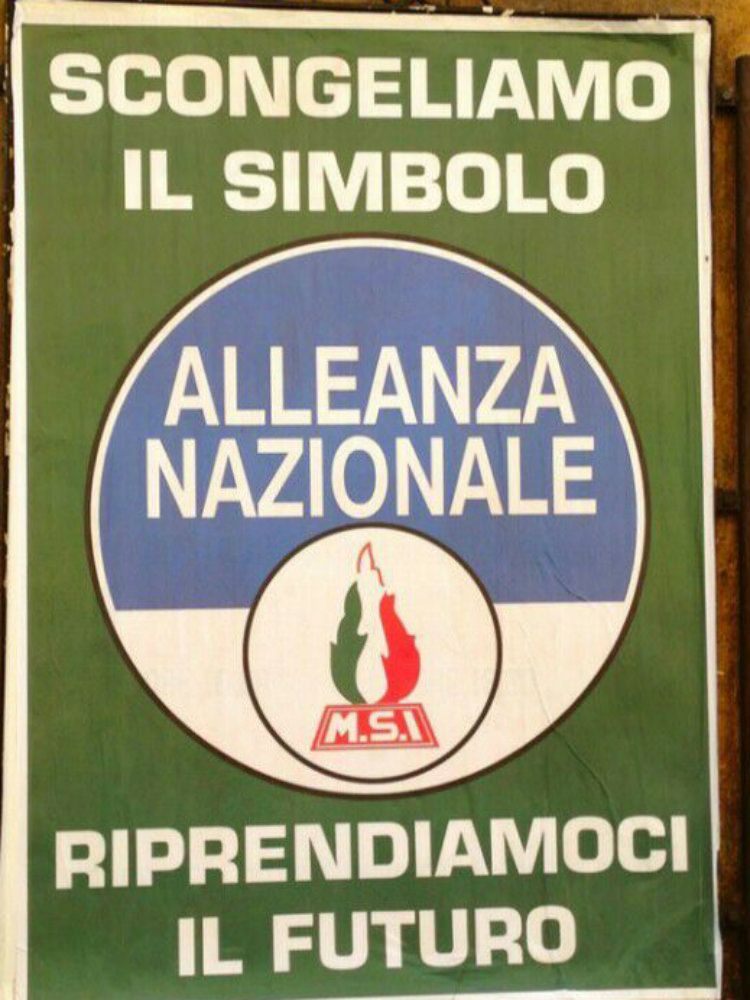 SCONGELIAMO
IL SIMBOLO
ALLEANZA
NAZIONALE
M.S.I
RIPRENDIAMOCI
IL FUTURO